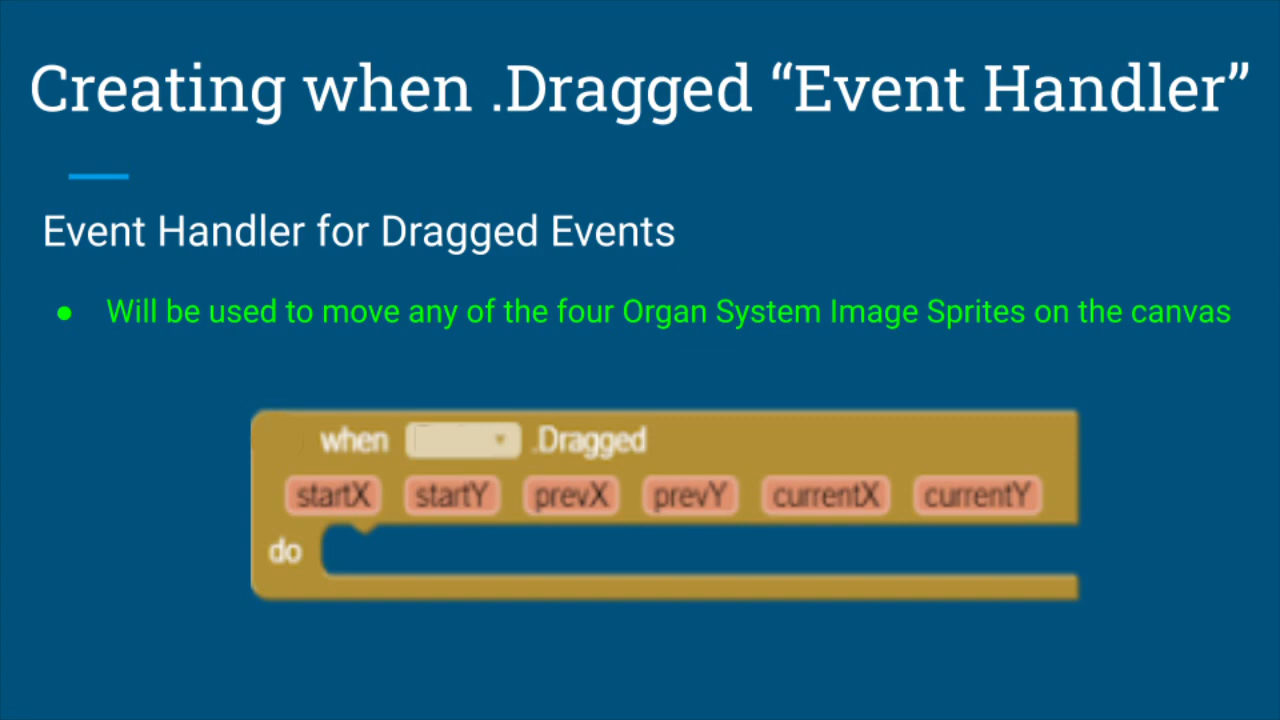 Creating when .Dragged “Event Handler”
Event Handler for Dragged Events
● Will be used to move any of the four Organ System Image Sprites on the canvas
when .Dragged
startX startY prevX prevY currentX currentY
do